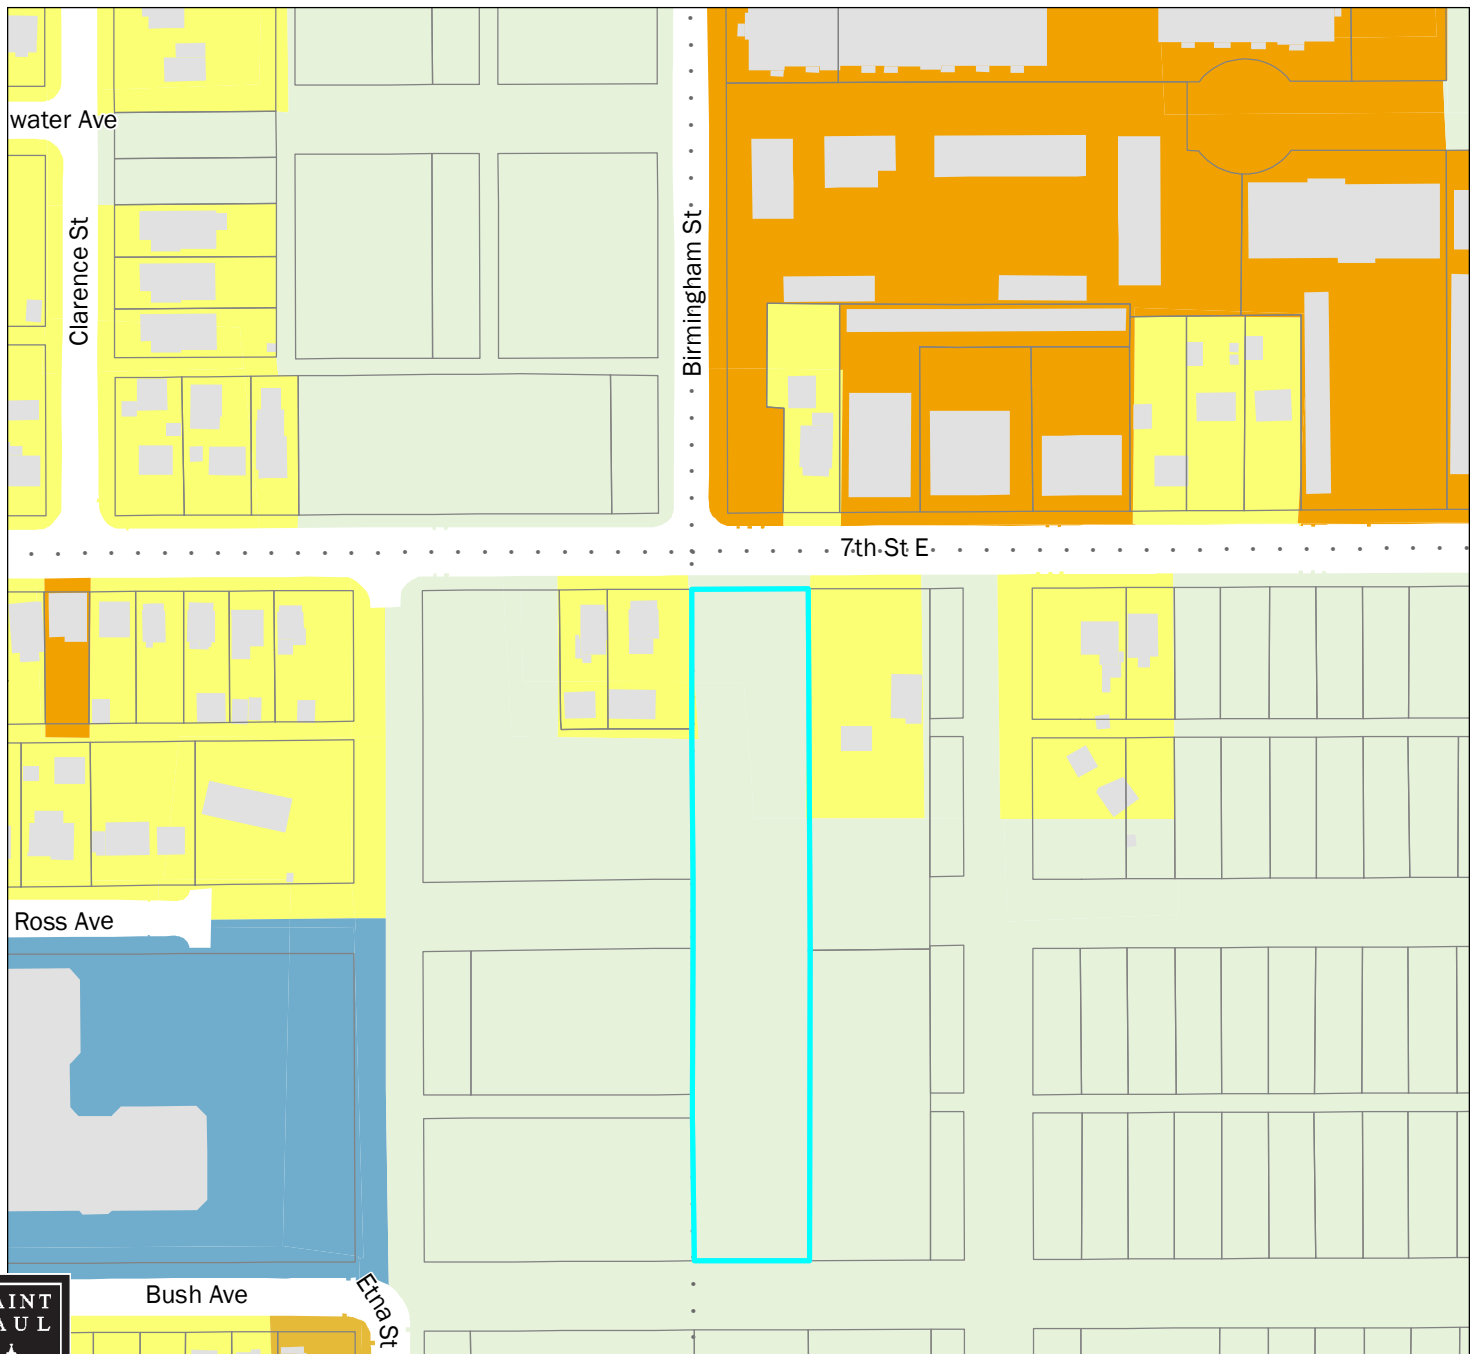 water Ave
Clarence St
Birmingham St
7th St E
Ross Ave
Bush Ave
Etna St
AINT
AUL